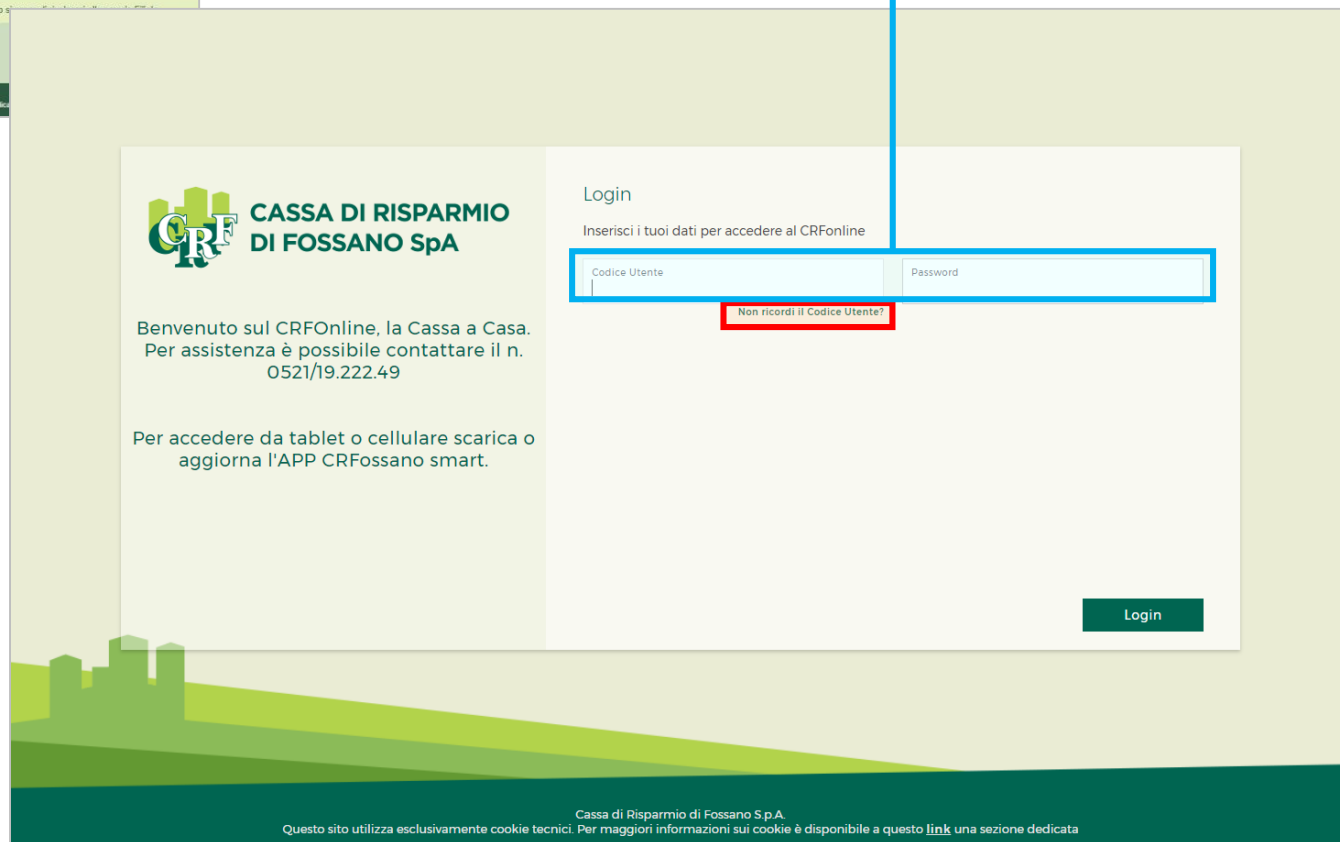 CRF
CASSA DI RISPARMIO
DI FOSSANO SpA
Benvenuto sul CRFOnline, la Cassa a Casa.
Per assistenza è possibile contattare il n.
0521/19.222.49
Per accedere da tablet o cellulare scarica o
aggiorna l'APP CRFossano smart.
Login
Inserisci i tuoi dati per accedere al CRFonline
Codice Utente
Password
Non ricordi il Codice Utente?
Login
Cassa di Risparmio di Fossano S.p.A.
Questo sito utilizza esclusivamente cookie tecnici. Per maggiori informazioni sui cookie è disponibile a questo link una sezione dedicata